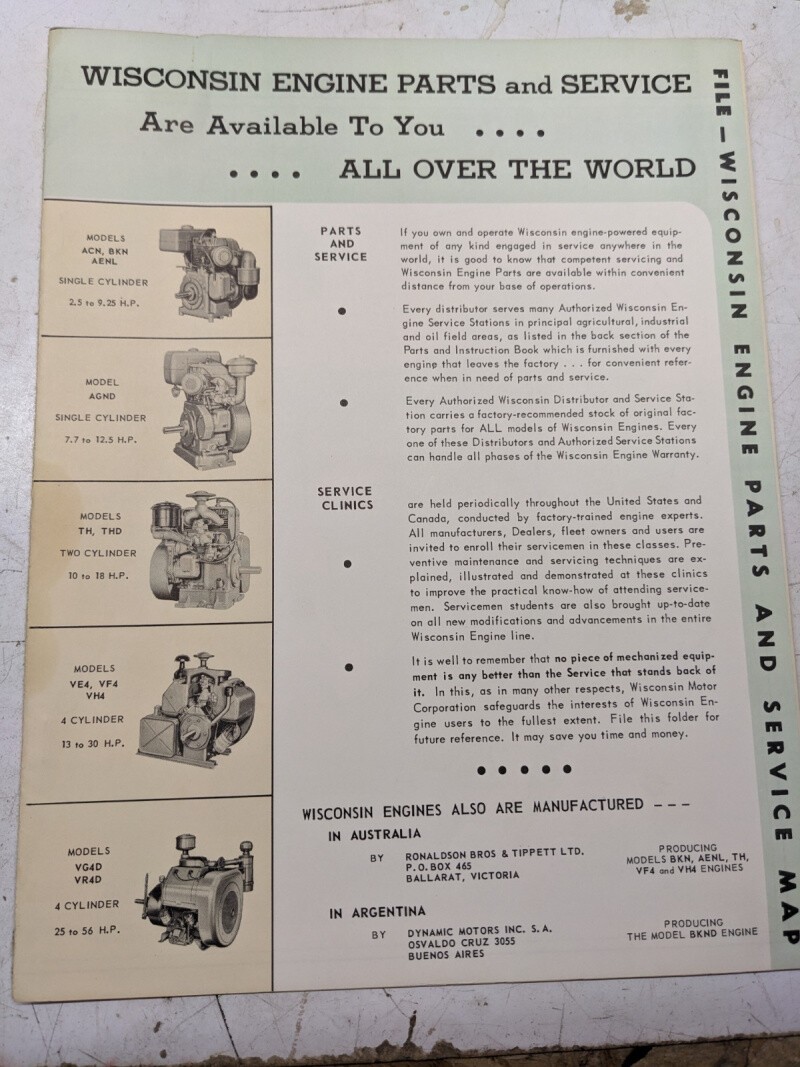 WISCONSIN ENGINE PARTS and SERVICE
Are Available To You . . . .
. . . . ALL OVER THE WORLD
FILE — WISCONSIN ENGINE PARTS AND SERVICE MAP
MODELS
ACN, BKN
AENL
SINGLE CYLINDER
2.5 to 9.25 H.P.
MODEL
AGND
SINGLE CYLINDER
7.7 to 12.5 H.P.
MODELS
TH, THD
TWO CYLINDER
10 to 18 H.P.
MODELS
VE4, VF4
VH4
4 CYLINDER
13 to 30 H.P.
MODELS
VG4D
VR4D
4 CYLINDER
25 to 56 H.P.
PARTS
AND
SERVICE
If you own and operate Wisconsin engine-powered equip-
ment of any kind engaged in service anywhere in the
world, it is good to know that competent servicing and
Wisconsin Engine Parts are available within convenient
distance from your base of operations.
● Every distributor serves many Authorized Wisconsin En-
gine Service Stations in principal agricultural, industrial
and oil field areas, as listed in the back section of the
Parts and Instruction Book which is furnished with every
engine that leaves the factory . . . for convenient refer-
ence when in need of parts and service.
● Every Authorized Wisconsin Distributor and Service Sta-
tion carries a factory-recommended stock of original fac-
tory parts for ALL models of Wisconsin Engines. Every
one of these Distributors and Authorized Service Stations
can handle all phases of the Wisconsin Engine Warranty.
SERVICE
CLINICS
are held periodically throughout the United States and
Canada, conducted by factory-trained engine experts.
All manufacturers, Dealers, fleet owners and users are
invited to enroll their servicemen in these classes. Pre-
ventive maintenance and servicing techniques are ex-
plained, illustrated and demonstrated at these clinics
to improve the practical know-how of attending service-
men. Servicemen students are also brought up-to-date
on all new modifications and advancements in the entire
Wisconsin Engine line.
● It is well to remember that no piece of mechanized equip-
ment is any better than the Service that stands back of
it. In this, as in many other respects, Wisconsin Motor
Corporation safeguards the interests of Wisconsin En-
gine users to the fullest extent. File this folder for
future reference. It may save you time and money.
● ● ● ● ●
WISCONSIN ENGINES ALSO ARE MANUFACTURED – – –
IN AUSTRALIA
BY RONALDSON BROS & TIPPETT LTD.
P.O. BOX 465
BALLARAT, VICTORIA
PRODUCING
MODELS BKN, AENL, TH,
VF4 and VH4 ENGINES
IN ARGENTINA
BY DYNAMIC MOTORS INC. S.A.
OSVALDO CRUZ 3055
BUENOS AIRES
PRODUCING
THE MODEL BKND ENGINE